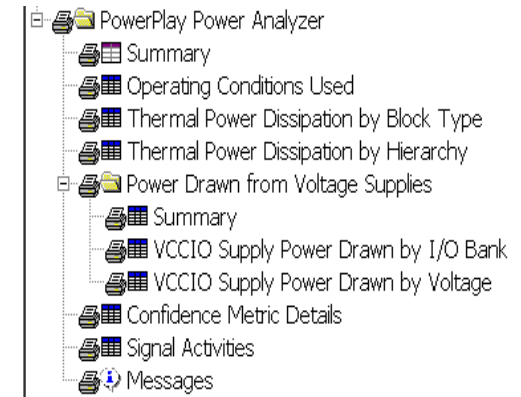 PowerPlay Power Analyzer
Summary
Operating Conditions Used
Thermal Power Dissipation by Block Type
Thermal Power Dissipation by Hierarchy
Power Drawn from Voltage Supplies
Summary
VCCIO Supply Power Drawn by I/O Bank
VCCIO Supply Power Drawn by Voltage
Confidence Metric Details
Signal Activities
Messages